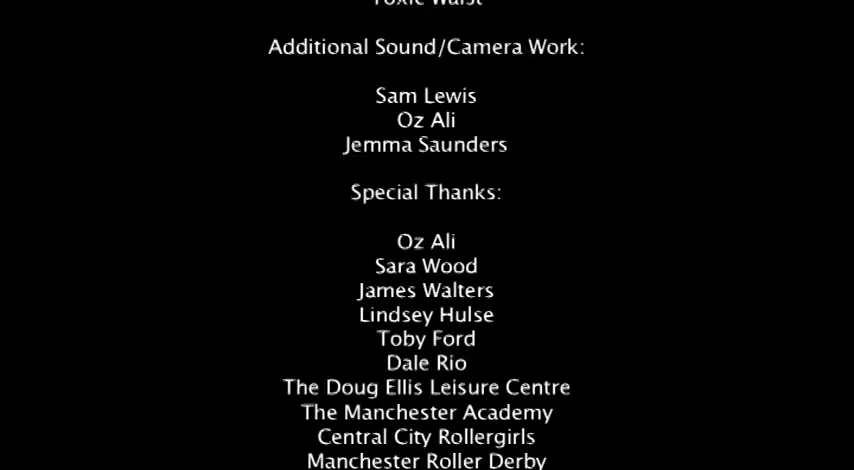 Toxic Waist
Additional Sound/Camera Work:
Sam Lewis
Oz Ali
Jemma Saunders
Special Thanks:
Oz Ali
Sara Wood
James Walters
Lindsey Hulse
Toby Ford
Dale Rio
The Doug Ellis Leisure Centre
The Manchester Academy
Central City Rollergirls
Manchester Roller Derby